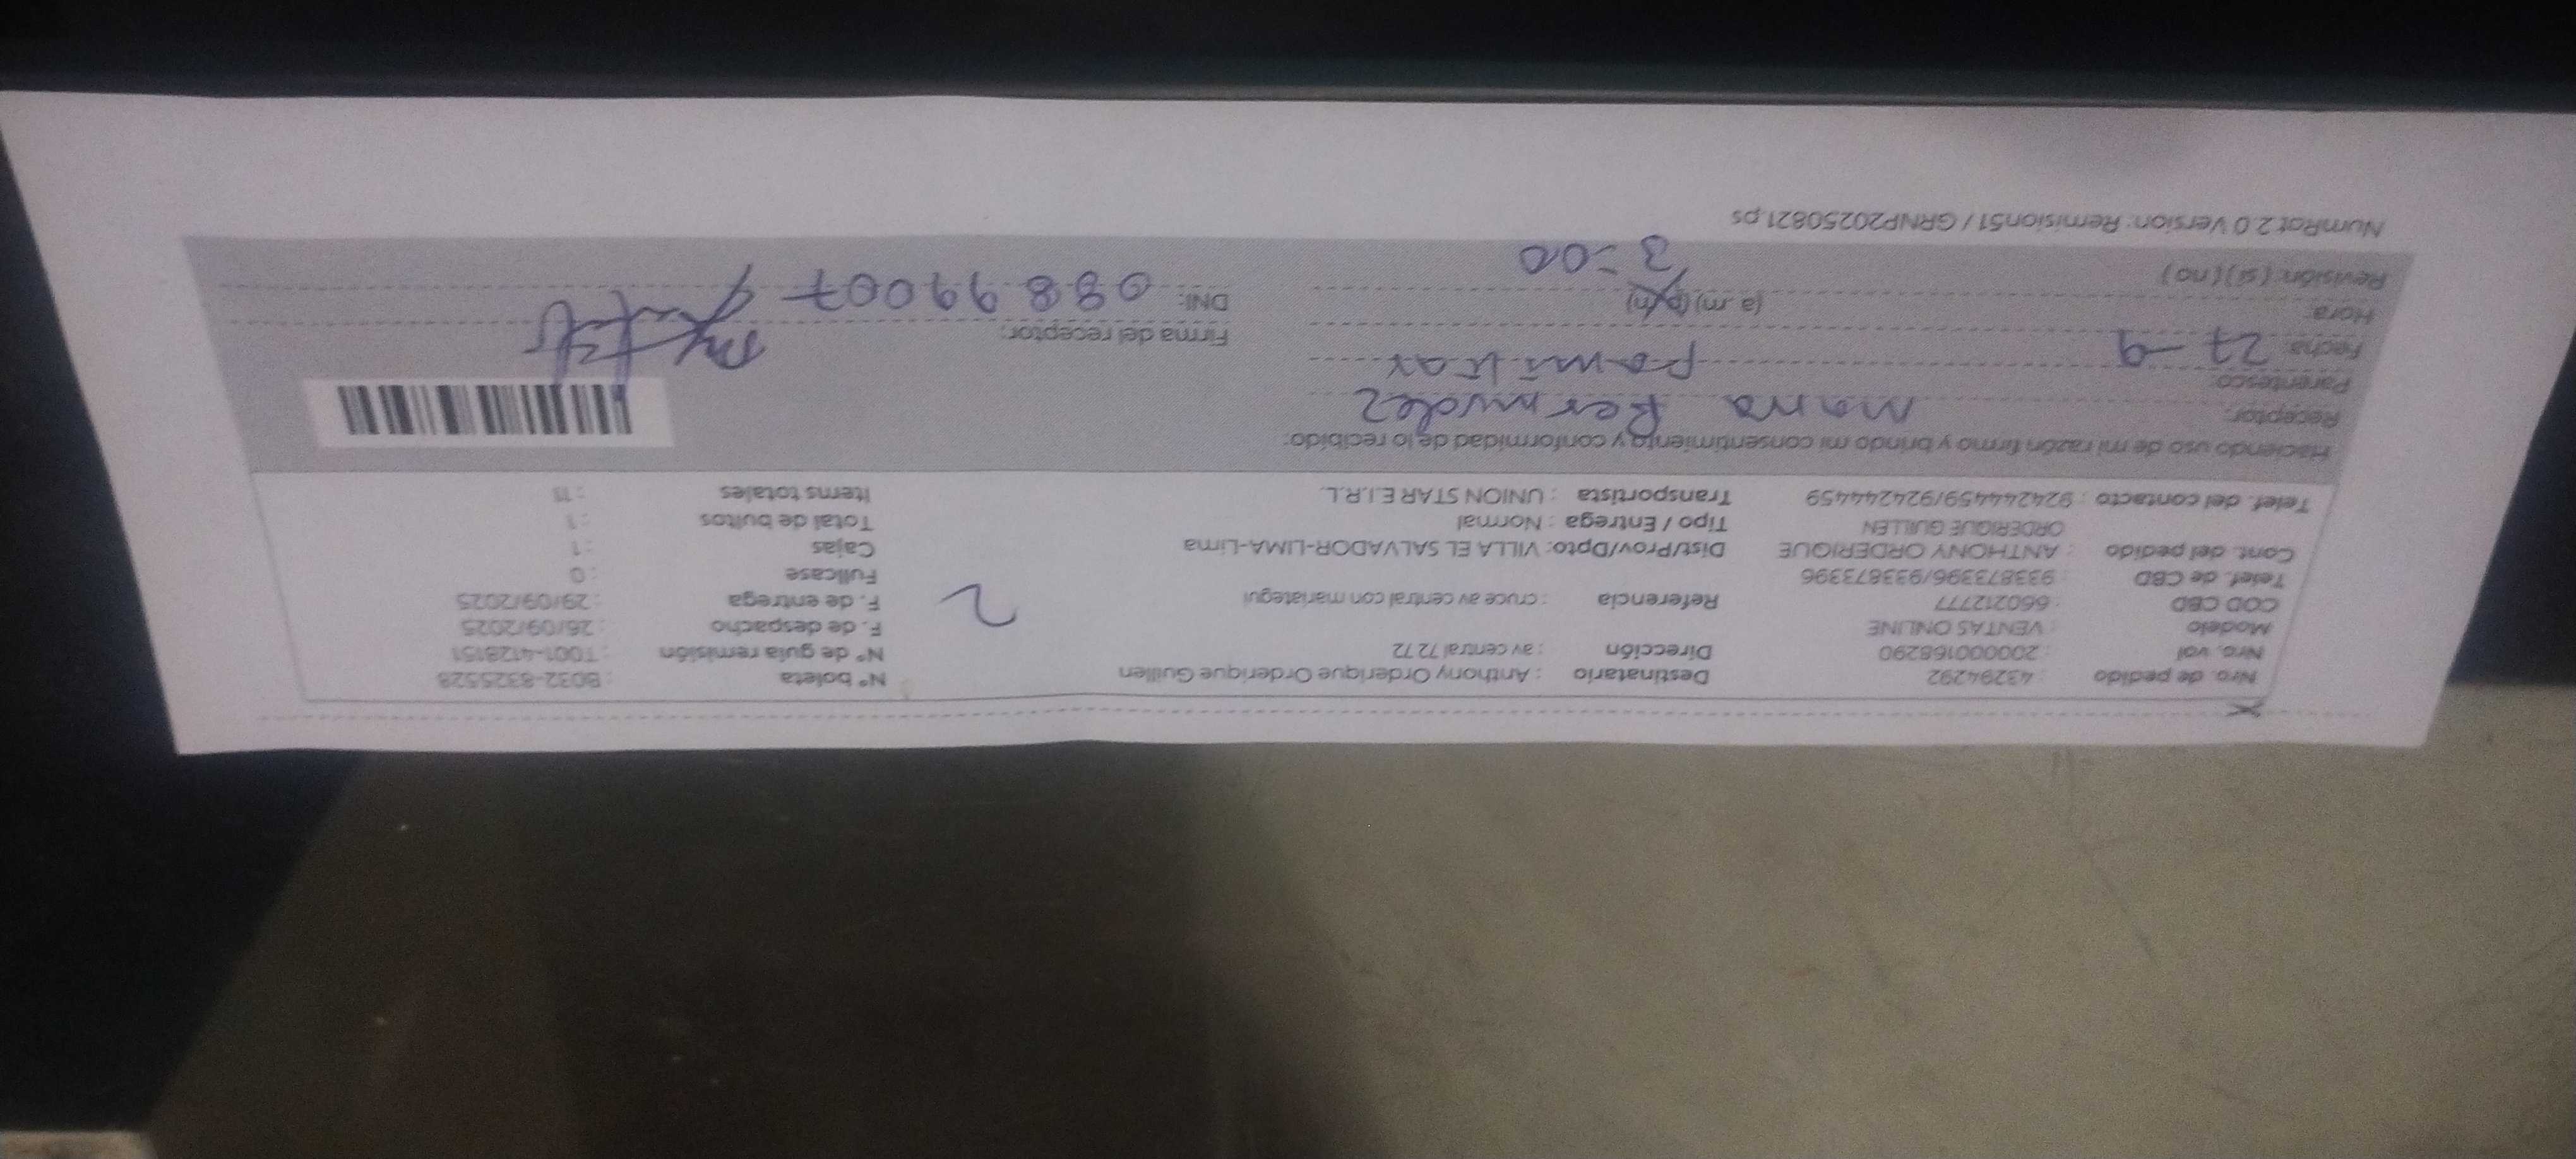 Nro. de pedido : 43294292 Destinatario : Anthony Orderique Orderique Guillen N° boleta : B032-8325528
Nro. vol : 200000168290 Dirección : av central 72 72 N° de guia remisión : T001-4128151
Modelo : VENTAS ONLINE F. de despacho : 26/09/2025
COD CBD : 660212777 Referencia : cruce av central con mariategui F. de entrega : 29/09/2025
2
Telef. de CBD : 933873396/933873396 Fullcase : 0
Cont. del pedido : ANTHONY ORDERIQUE Dist/Prov/Dpto: VILLA EL SALVADOR-LIMA-Lima Cajas : 1
ORDERIQUE GUILLEN Tipo / Entrega : Normal Total de bultos : 1
Telef. del contacto : 924244459/924244459 Transportista : UNION STAR E.I.R.L. Items totales : 13
Haciendo uso de mi razón firmo y brindo mi consentimiento y conformidad de lo recibido:
Receptor: Bermudez
Parentesco: familiar
Fecha: 27-9 Firma del receptor:
Hora: (a.m) (p.m) DNI: 08899007
Revisión: (si) (no) 3:00
NumRot 2.0 Version: Remision51 / GRNP20250821.ps